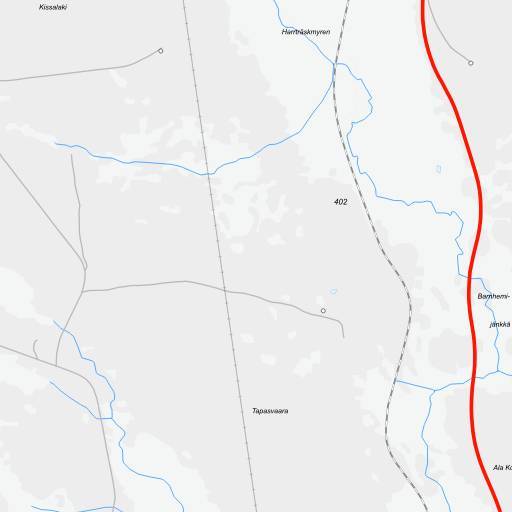 Kissalaki
Harrträskmyren
402
Barnhemi-
jänkkä
Tapasvaara
Ala Ko